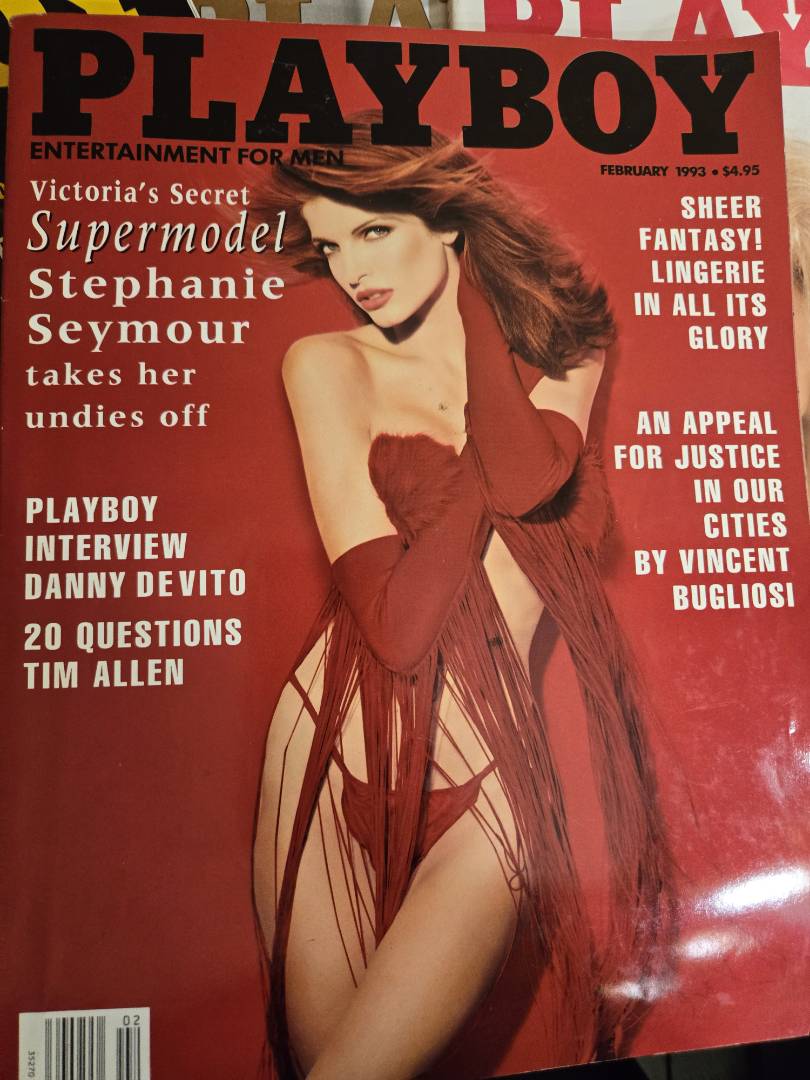 PLAYBOY
ENTERTAINMENT FOR MEN
FEBRUARY 1993 • $4.95
Victoria's Secret
Supermodel
Stephanie
Seymour
takes her
undies off
SHEER
FANTASY!
LINGERIE
IN ALL ITS
GLORY
PLAYBOY
INTERVIEW
DANNY DEVITO
20 QUESTIONS
TIM ALLEN
AN APPEAL
FOR JUSTICE
IN OUR
CITIES
BY VINCENT
BUGLIOSI
02
35270